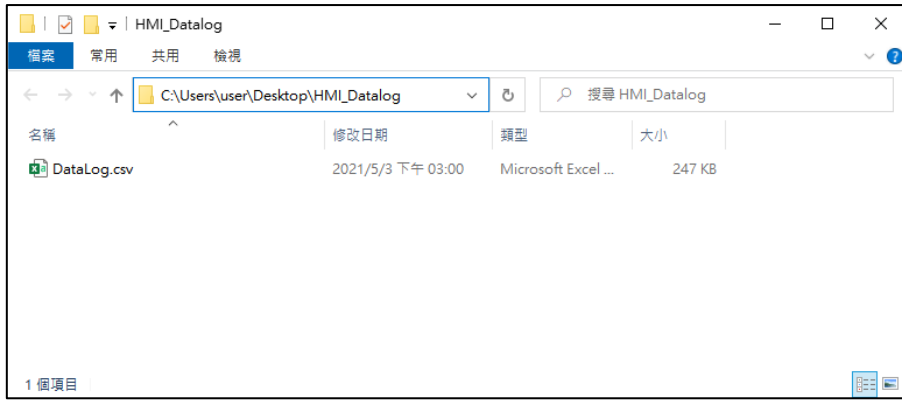 HMI_Datalog
檔案 常用 共用 檢視
C:\Users\user\Desktop\HMI_Datalog 搜尋 HMI_Datalog
名稱 修改日期 類型 大小
DataLog.csv 2021/5/3 下午 03:00 Microsoft Excel ... 247 KB
1 個項目